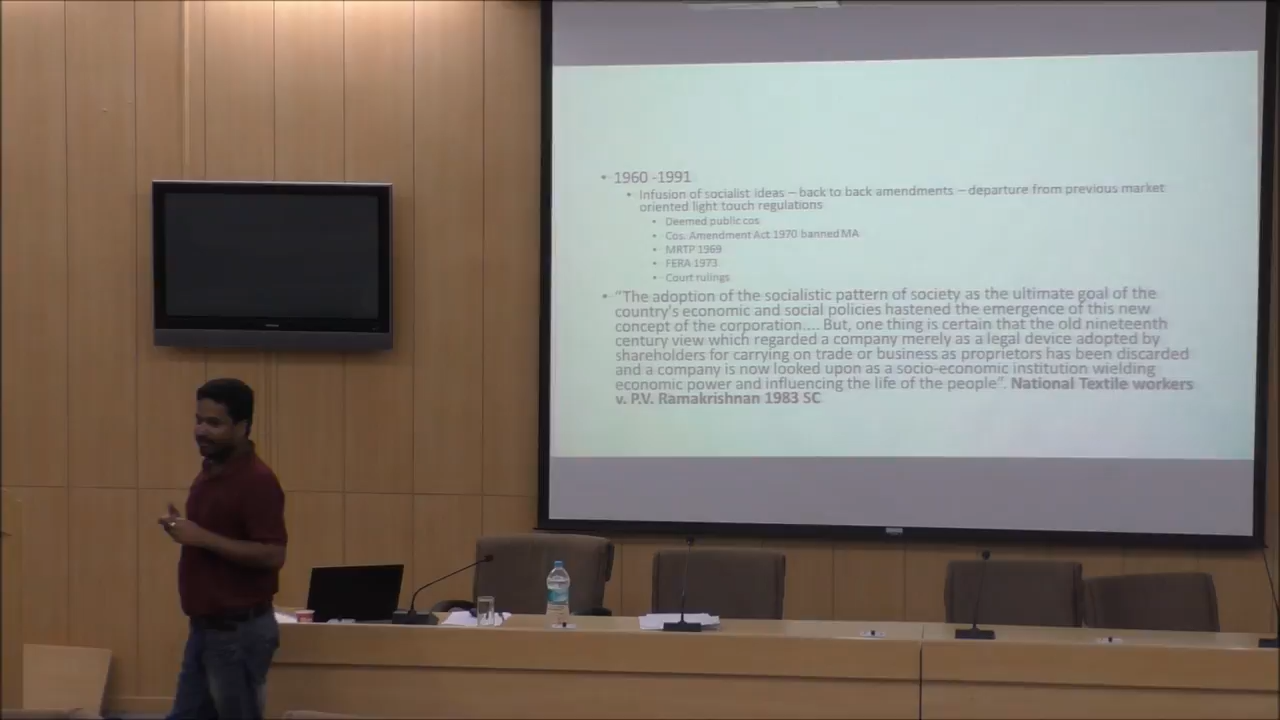 1960 -1991
Infusion of socialist ideas – back to back amendments – departure from previous market
oriented light touch regulations
Deemed public cos
Cos. Amendment Act 1970 banned MA
MRTP 1969
FERA 1973
Court rulings
“The adoption of the socialistic pattern of society as the ultimate goal of the
country's economic and social policies hastened the emergence of this new
concept of the corporation.... But, one thing is certain that the old nineteenth
century view which regarded a company merely as a legal device adopted by
shareholders for carrying on trade or business as proprietors has been discarded
and a company is now looked upon as a socio-economic institution wielding
economic power and influencing the life of the people”. National Textile workers
v. P.V. Ramakrishnan 1983 SC